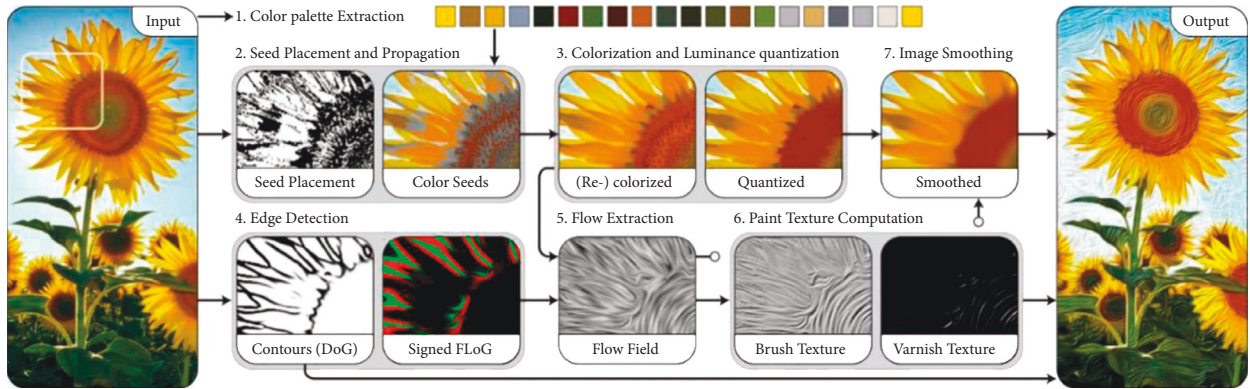 Input
1. Color palette Extraction
Output
2. Seed Placement and Propagation
3. Colorization and Luminance quantization
7. Image Smoothing
Seed Placement
Color Seeds
(Re-) colorized
Quantized
Smoothed
4. Edge Detection
5. Flow Extraction
6. Paint Texture Computation
Contours (DoG)
Signed FLoG
Flow Field
Brush Texture
Varnish Texture